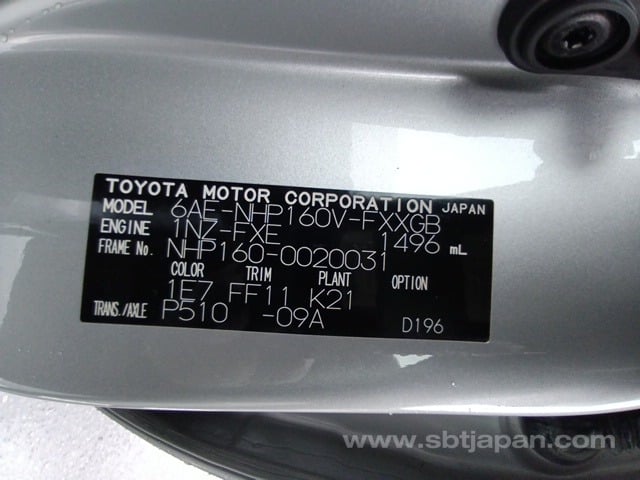 TOYOTA MOTOR CORPORATION JAPAN
MODEL 6AE-NHP160V-FXXGB
ENGINE 1NZ-FXE 1496 mL
FRAME No. NHP160-0020031
COLOR TRIM PLANT OPTION
1E7 FF11 K21
TRANS./AXLE P510 -09A
D196
www.sbtjapan.com